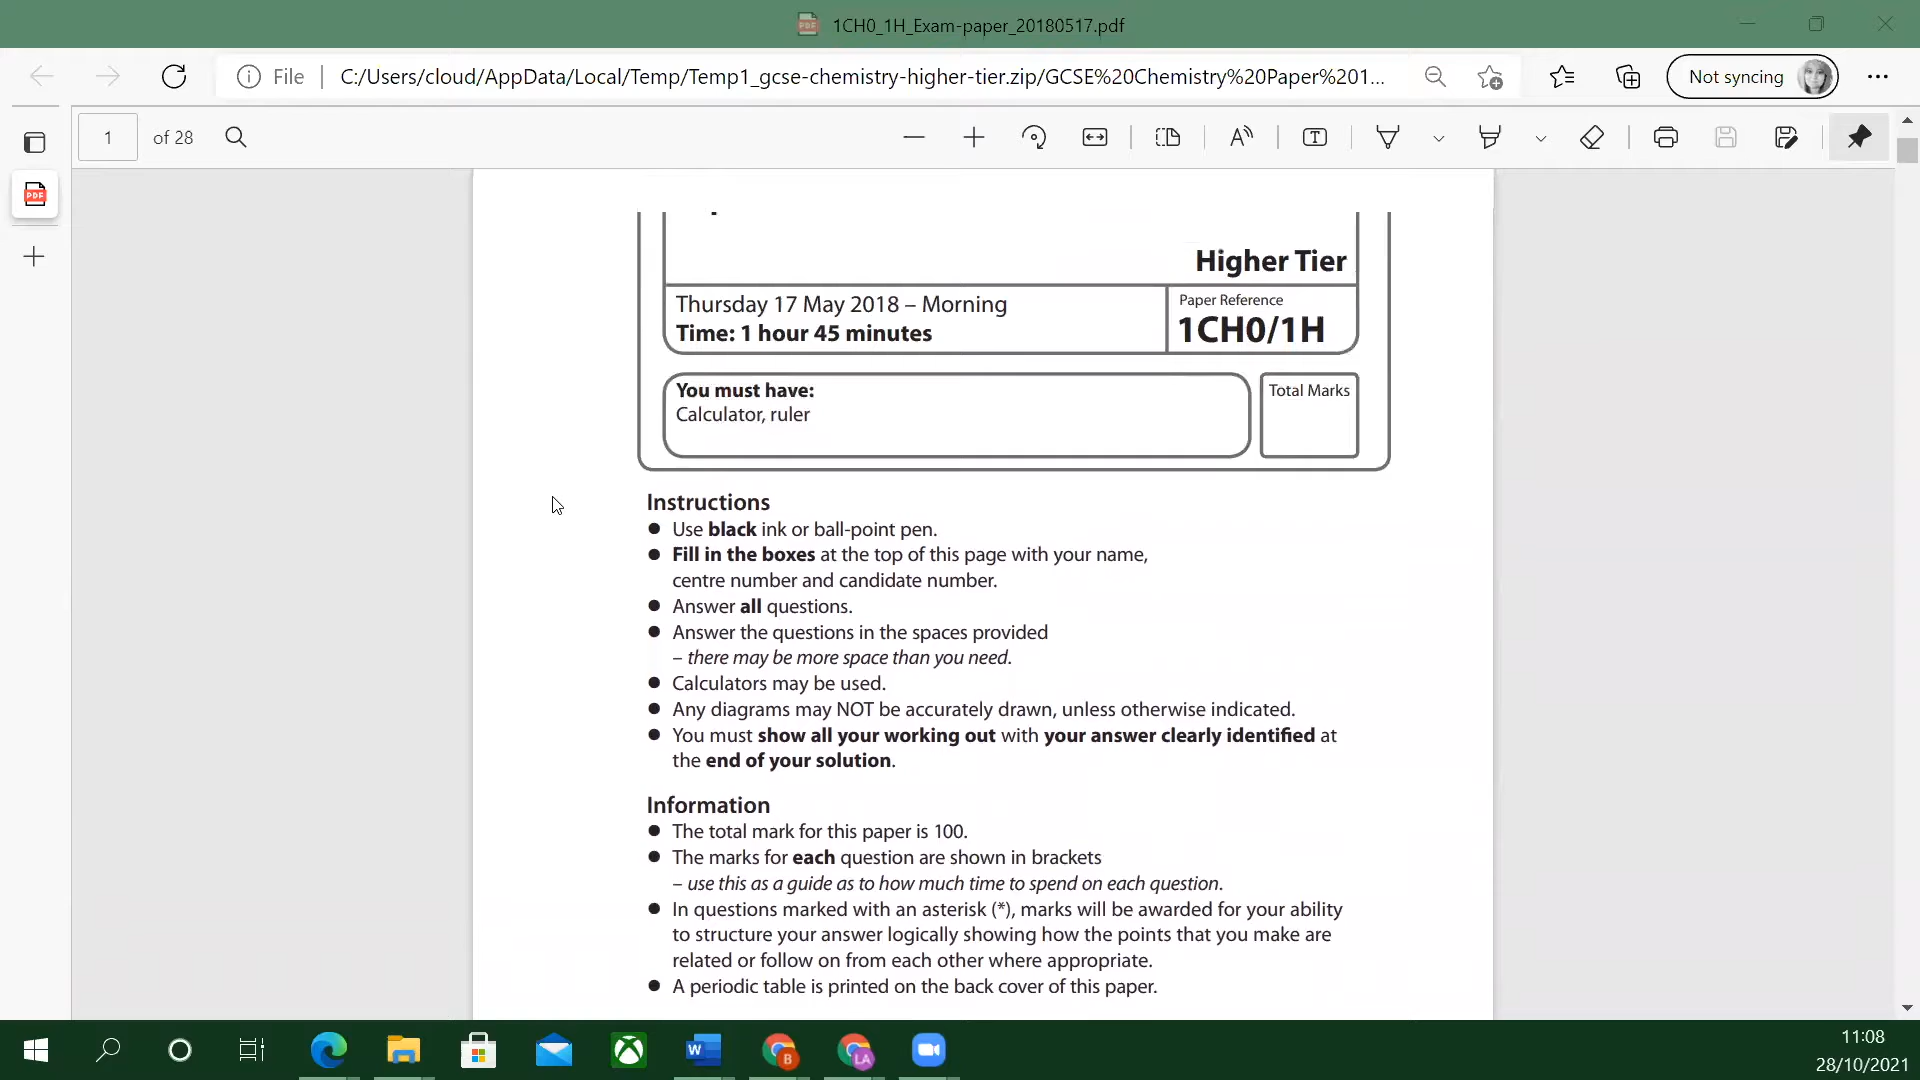 1CH0_1H_Exam-paper_20180517.pdf
File
C:/Users/cloud/AppData/Local/Temp/Temp1_gcse-chemistry-higher-tier.zip/GCSE%20Chemistry%20Paper%201...
Not syncing
1 of 28
Higher Tier
Thursday 17 May 2018 – Morning
Time: 1 hour 45 minutes
Paper Reference
1CH0/1H
You must have:
Calculator, ruler
Total Marks
Instructions
● Use black ink or ball-point pen.
● Fill in the boxes at the top of this page with your name,
centre number and candidate number.
● Answer all questions.
● Answer the questions in the spaces provided
– there may be more space than you need.
● Calculators may be used.
● Any diagrams may NOT be accurately drawn, unless otherwise indicated.
● You must show all your working out with your answer clearly identified at
the end of your solution.
Information
● The total mark for this paper is 100.
● The marks for each question are shown in brackets
– use this as a guide as to how much time to spend on each question.
● In questions marked with an asterisk (*), marks will be awarded for your ability
to structure your answer logically showing how the points that you make are
related or follow on from each other where appropriate.
● A periodic table is printed on the back cover of this paper.
11:08
28/10/2021